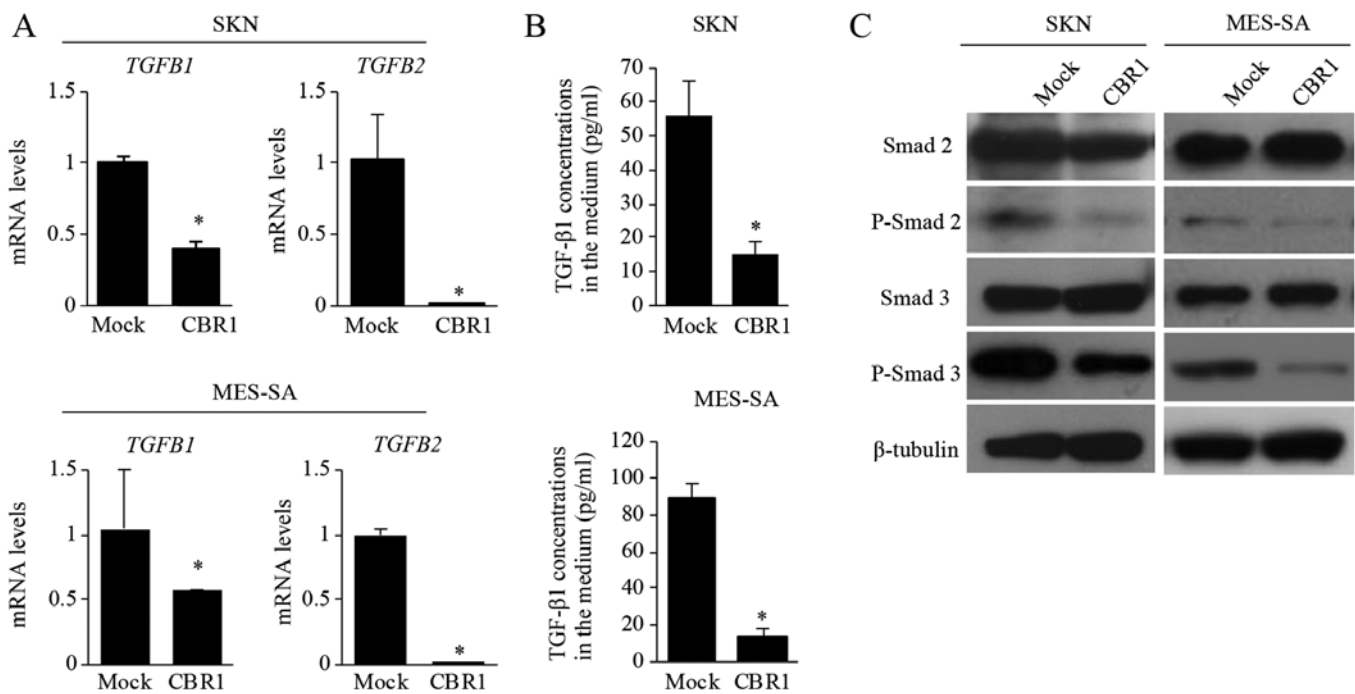 A
SKN
TGFB1
mRNA levels
1.5
1
0.5
0
*
Mock CBR1
TGFB2
mRNA levels
1.5
1
0.5
0
*
Mock CBR1
MES-SA
TGFB1
mRNA levels
1.5
1
0.5
0
*
Mock CBR1
TGFB2
mRNA levels
1.5
1
0.5
0
*
Mock CBR1
B
SKN
TGF-β1 concentrations
in the medium (pg/ml)
70
60
50
40
30
20
10
0
*
Mock CBR1
MES-SA
TGF-β1 concentrations
in the medium (pg/ml)
120
100
80
60
40
20
0
*
Mock CBR1
C
SKN MES-SA
Mock CBR1 Mock CBR1
Smad 2
P-Smad 2
Smad 3
P-Smad 3
β-tubulin